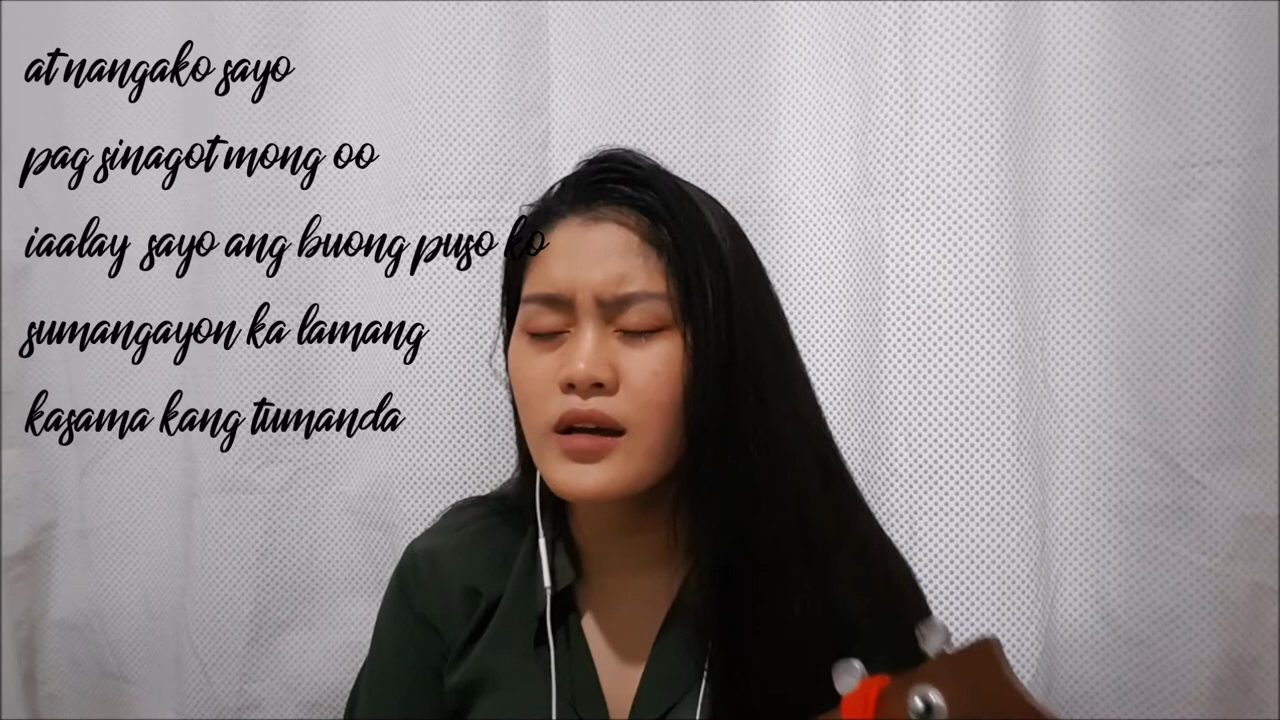 at nangako sayo
pag sinagot mong oo
iaalay sayo ang buong puso ko
sumangayon ka lamang
kasama kang tumanda